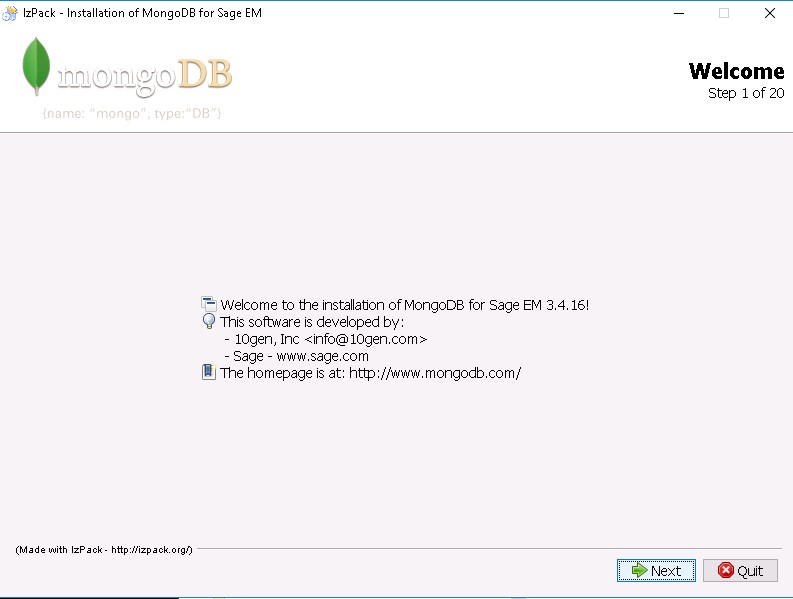 IzPack - Installation of MongoDB for Sage EM
mongoDB
{name: "mongo", type:"DB"}
Welcome
Step 1 of 20
Welcome to the installation of MongoDB for Sage EM 3.4.16!
This software is developed by:
- 10gen, Inc <info@10gen.com>
- Sage - www.sage.com
The homepage is at: http://www.mongodb.com/
(Made with IzPack - http://izpack.org/)
Next
Quit